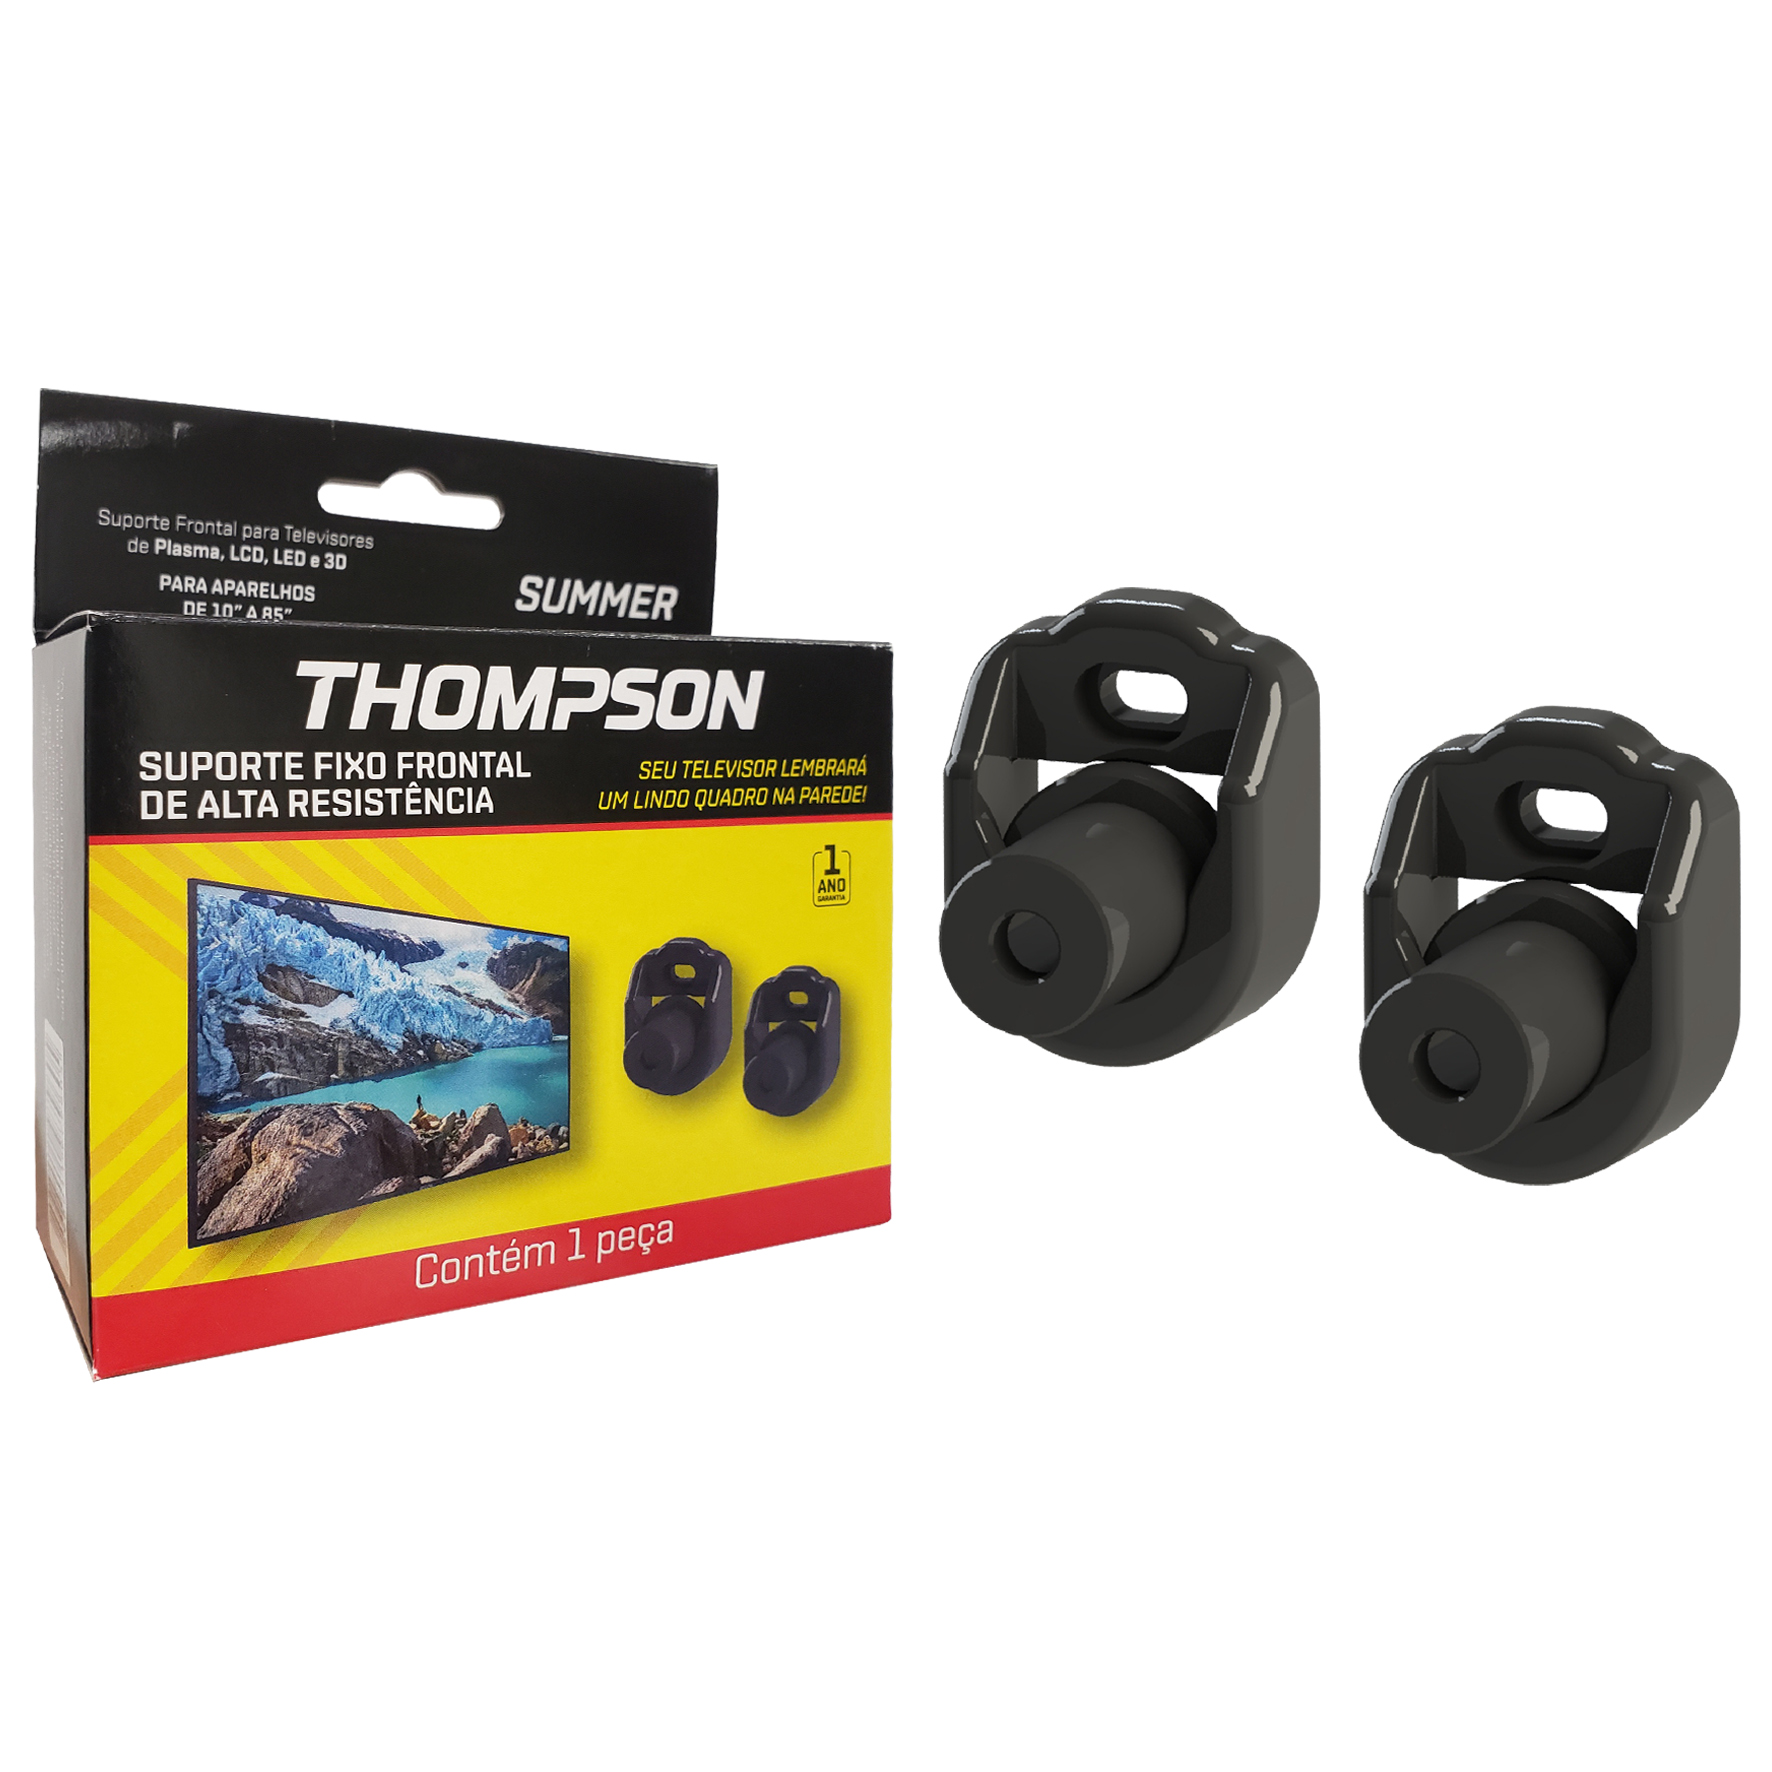 Suporte Frontal para Televisores
de Plasma, LCD, LED e 3D
PARA APARELHOS
DE 10” A 85”
SUMMER
THOMPSON
SUPORTE FIXO FRONTAL
DE ALTA RESISTÊNCIA
SEU TELEVISOR LEMBRARÁ
UM LINDO QUADRO NA PAREDE!
1
ANO
GARANTIA
Contém 1 peça